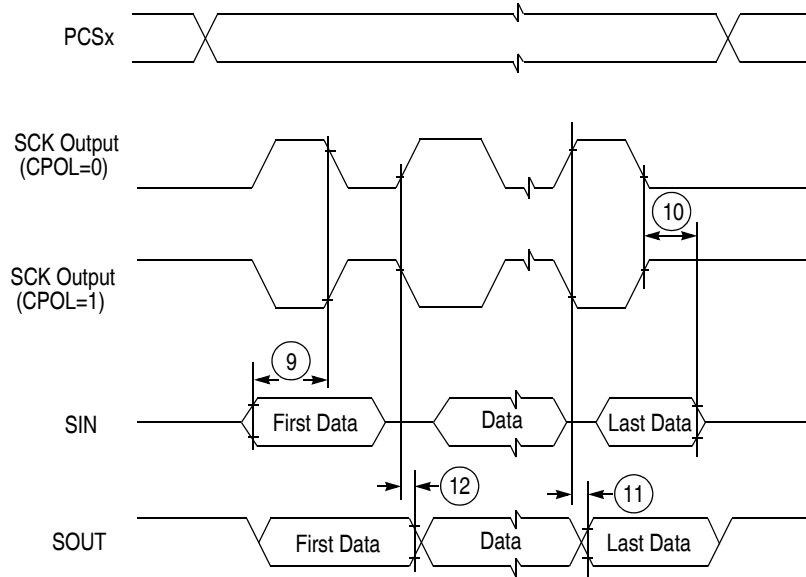 PCSx
SCK Output
(CPOL=0)
10
SCK Output
(CPOL=1)
9
SIN
First Data
Data
Last Data
12
11
SOUT
First Data
Data
Last Data